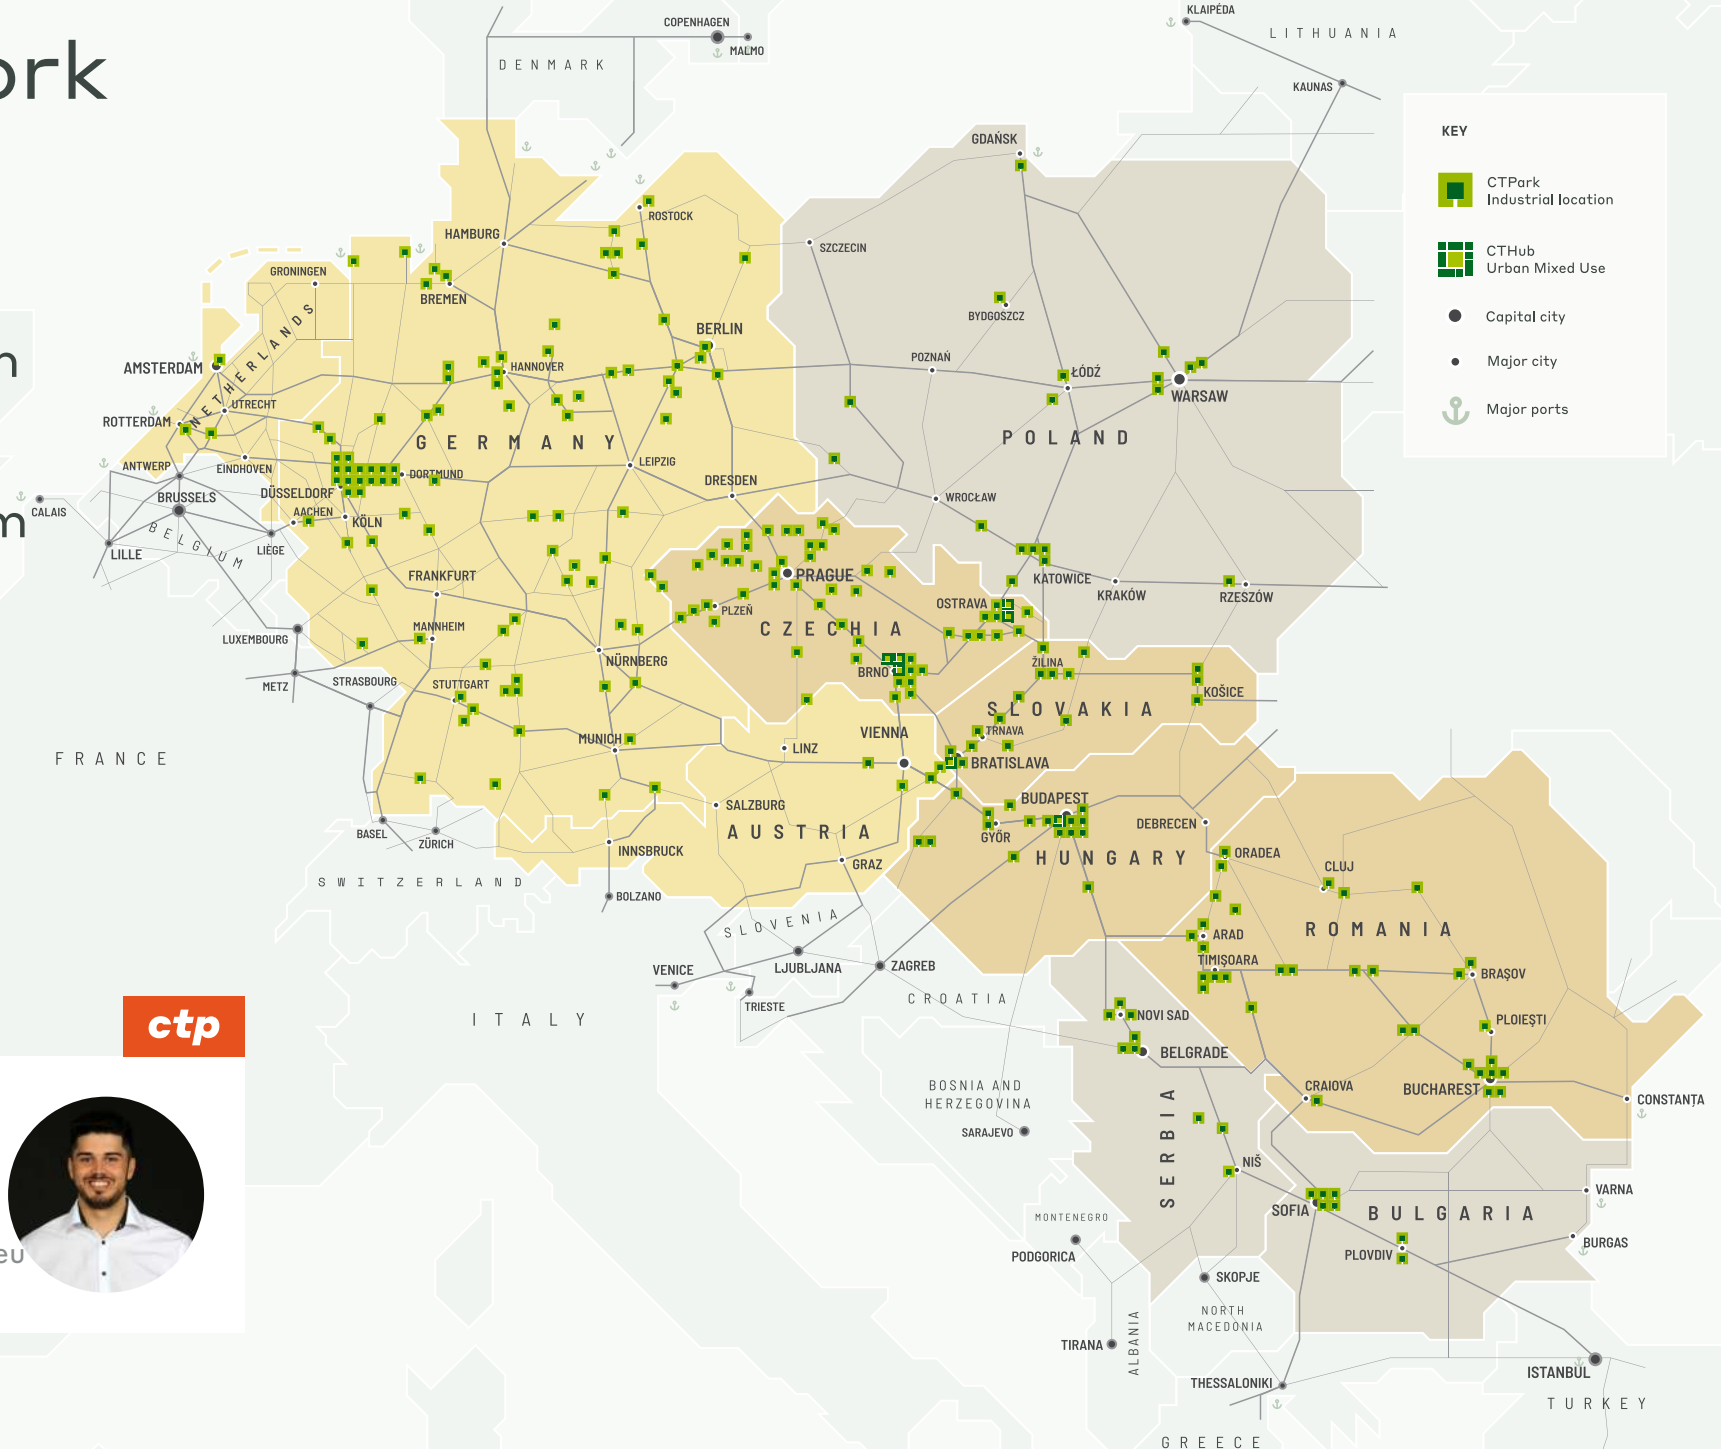 ork
n
m
eu
ctp
KEY
CTPark
Industrial location
CTHub
Urban Mixed Use
Capital city
Major city
Major ports
KLAIPÉDA
LITHUANIA
COPENHAGEN
MALMO
DENMARK
KAUNAS
GDAŃSK
ROSTOCK
HAMBURG
SZCZECIN
GRONINGEN
BREMEN
BYDGOSZCZ
NETHERLANDS
BERLIN
AMSTERDAM
HANNOVER
POZNAŃ
ŁÓDŹ
WARSAW
UTRECHT
ROTTERDAM
GERMANY
POLAND
ANTWERP
EINDHOVEN
DORTMUND
LEIPZIG
DRESDEN
DÜSSELDORF
BRUSSELS
WROCŁAW
CALAIS
AACHEN
KÖLN
BELGIUM
LILLE
LIÈGE
FRANKFURT
PRAGUE
KATOWICE
KRAKÓW
RZESZÓW
OSTRAVA
PLZEŇ
MANNHEIM
CZECHIA
LUXEMBOURG
NÜRNBERG
ŽILINA
BRNO
METZ
STRASBOURG
STUTTGART
KOŠICE
SLOVAKIA
VIENNA
TRNAVA
MUNICH
LINZ
FRANCE
BRATISLAVA
SALZBURG
BUDAPEST
DEBRECEN
BASEL
ZÜRICH
AUSTRIA
GYÖR
INNSBRUCK
GRAZ
HUNGARY
ORADEA
CLUJ
SWITZERLAND
BOLZANO
SLOVENIA
ROMANIA
ARAD
VENICE
LJUBLJANA
ZAGREB
TIMIȘOARA
BRAȘOV
TRIESTE
CROATIA
ITALY
NOVI SAD
PLOIEȘTI
BELGRADE
BOSNIA AND
HERZEGOVINA
CRAIOVA
BUCHAREST
CONSTANȚA
SARAJEVO
SERBIA
NIŠ
VARNA
MONTENEGRO
SOFIA
BULGARIA
PODGORICA
PLOVDIV
BURGAS
SKOPJE
NORTH
MACEDONIA
TIRANA
ALBANIA
ISTANBUL
THESSALONIKI
TURKEY
GREECE